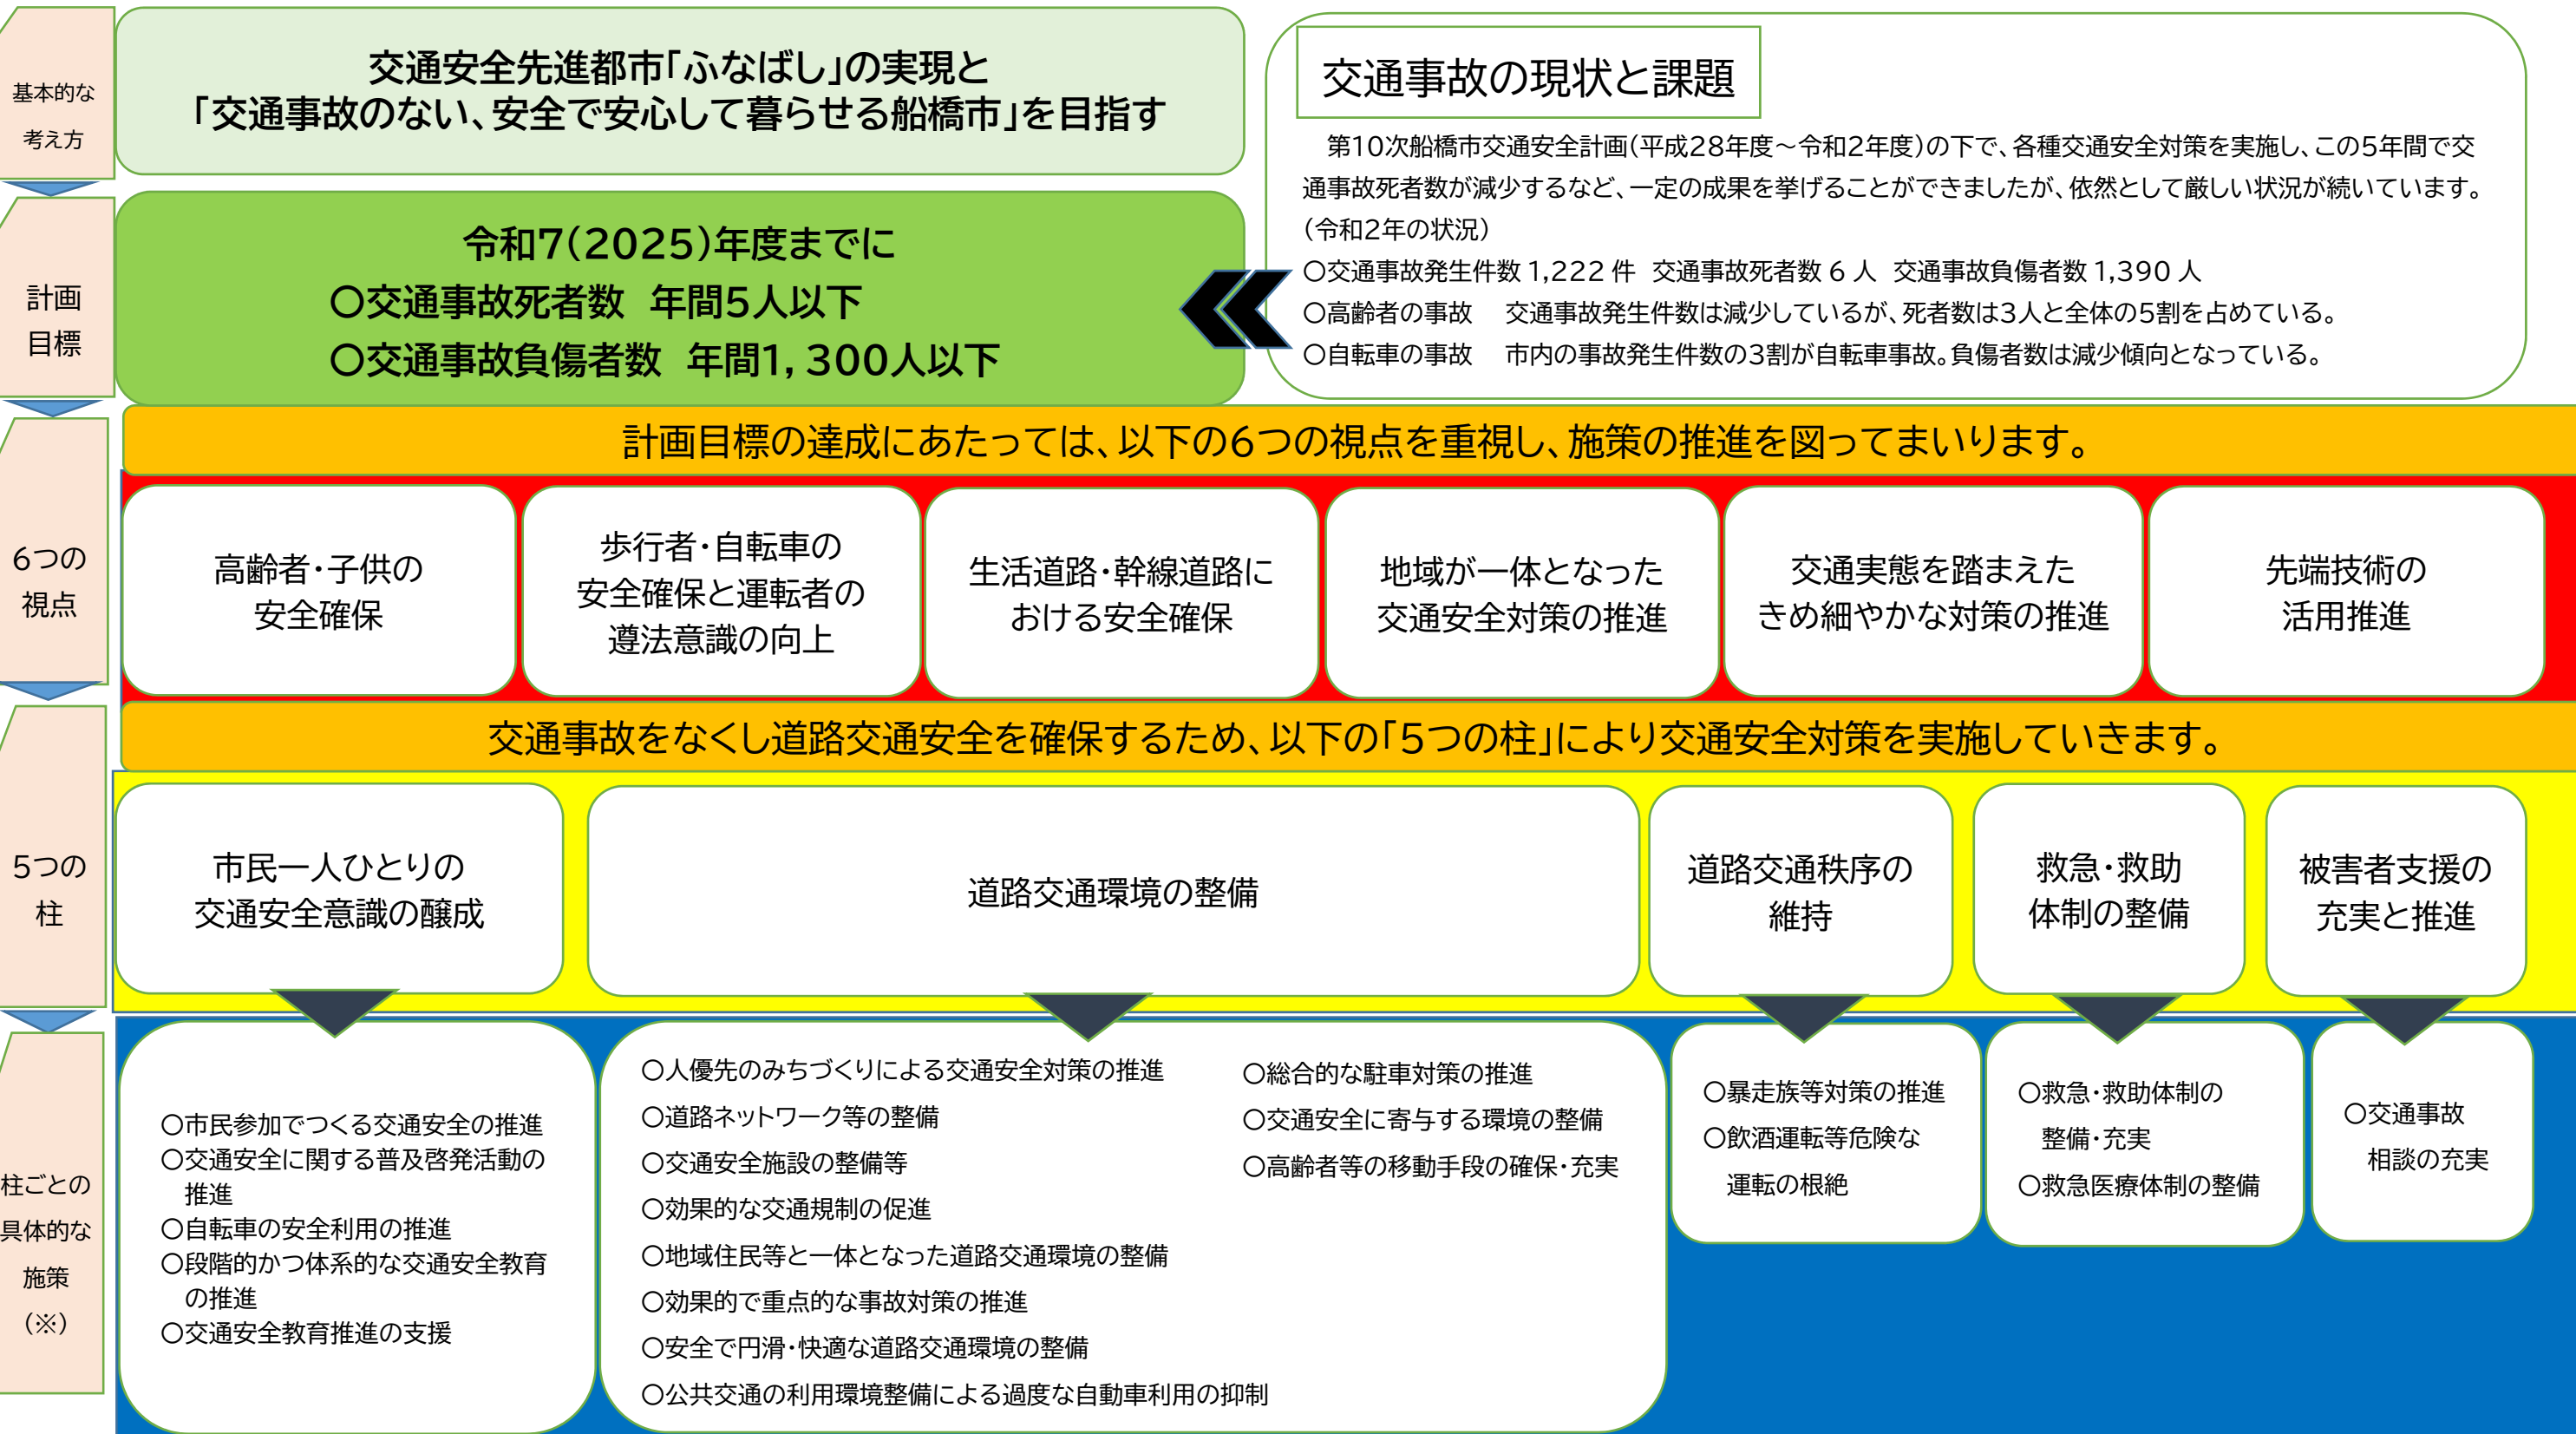 基本的な
考え方
交通安全先進都市「ふなばし」の実現と
「交通事故のない、安全で安心して暮らせる船橋市」を目指す
交通事故の現状と課題
第10次船橋市交通安全計画(平成28年度～令和2年度)の下で、各種交通安全対策を実施し、この5年間で交
通事故死者数が減少するなど、一定の成果を挙げることができましたが、依然として厳しい状況が続いています。
(令和2年の状況)
○交通事故発生件数 1,222 件 交通事故死者数 6 人 交通事故負傷者数 1,390 人
○高齢者の事故 交通事故発生件数は減少しているが、死者数は3人と全体の5割を占めている。
○自転車の事故 市内の事故発生件数の3割が自転車事故。負傷者数は減少傾向となっている。
計画
目標
令和7(2025)年度までに
○交通事故死者数 年間5人以下
○交通事故負傷者数 年間1,300人以下
計画目標の達成にあたっては、以下の6つの視点を重視し、施策の推進を図ってまいります。
6つの
視点
高齢者・子供の
安全確保
歩行者・自転車の
安全確保と運転者の
遵法意識の向上
生活道路・幹線道路に
おける安全確保
地域が一体となった
交通安全対策の推進
交通実態を踏まえた
きめ細やかな対策の推進
先端技術の
活用推進
交通事故をなくし道路交通安全を確保するため、以下の「5つの柱」により交通安全対策を実施していきます。
5つの
柱
市民一人ひとりの
交通安全意識の醸成
道路交通環境の整備
道路交通秩序の
維持
救急・救助
体制の整備
被害者支援の
充実と推進
柱ごとの
具体的な
施策
(※)
○市民参加でつくる交通安全の推進
○交通安全に関する普及啓発活動の
推進
○自転車の安全利用の推進
○段階的かつ体系的な交通安全教育
の推進
○交通安全教育推進の支援
○人優先のみちづくりによる交通安全対策の推進
○道路ネットワーク等の整備
○交通安全施設の整備等
○効果的な交通規制の促進
○地域住民等と一体となった道路交通環境の整備
○効果的で重点的な事故対策の推進
○安全で円滑・快適な道路交通環境の整備
○公共交通の利用環境整備による過度な自動車利用の抑制
○総合的な駐車対策の推進
○交通安全に寄与する環境の整備
○高齢者等の移動手段の確保・充実
○暴走族等対策の推進
○飲酒運転等危険な
運転の根絶
○救急・救助体制の
整備・充実
○救急医療体制の整備
○交通事故
相談の充実